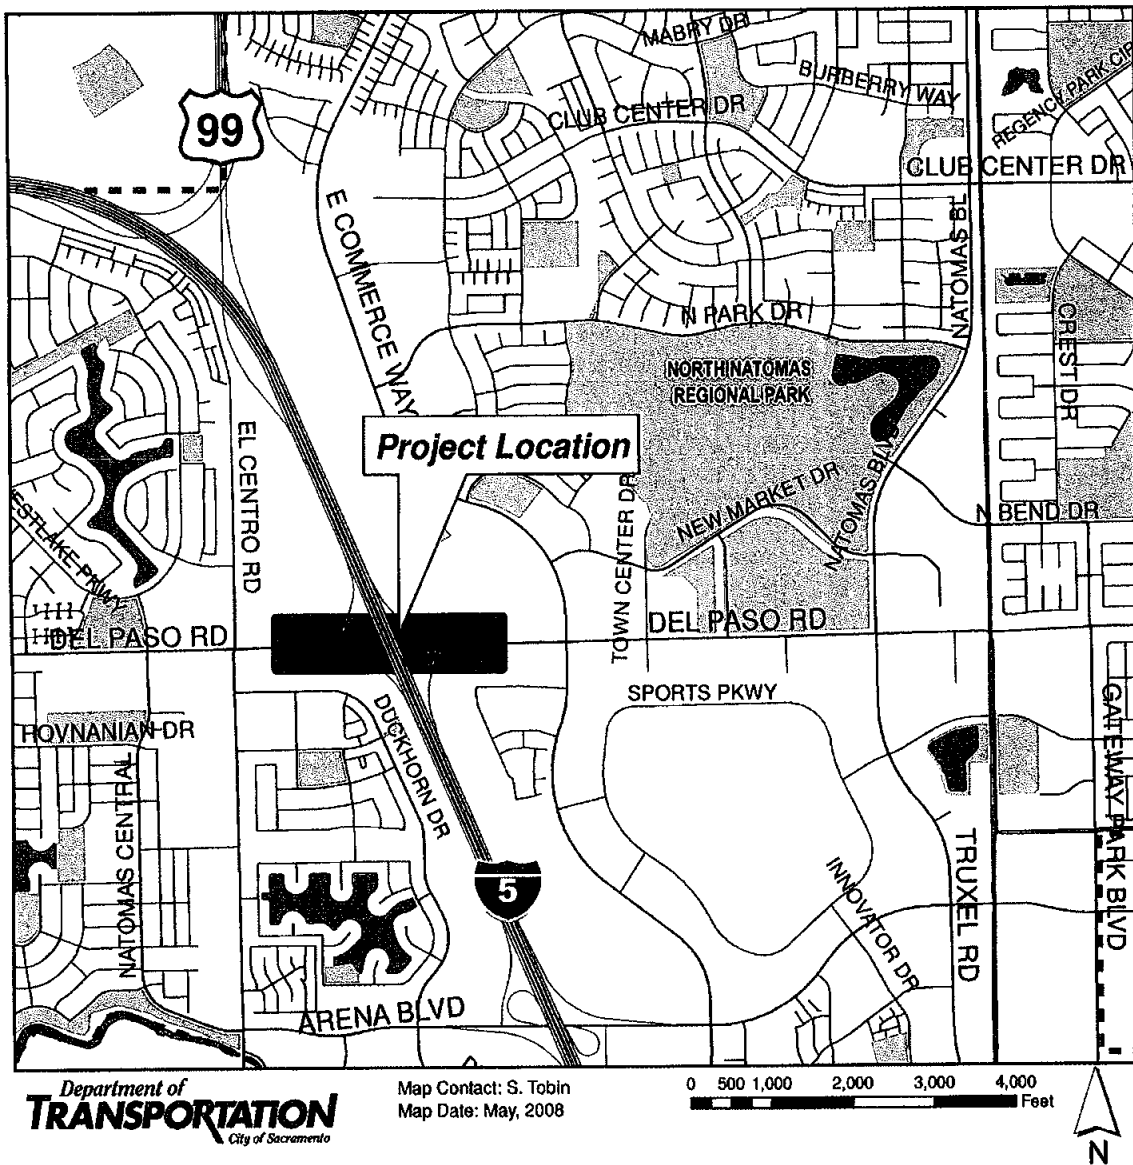 MABRY DR
BURBERRY WAY
REGENCY PARK CIR
99
CLUB CENTER DR
CLUB CENTER DR
E COMMERCE WAY
NATOMAS BL
N PARK DR
CREST DR
NORTH NATOMAS
REGIONAL PARK
Project Location
EL CENTRO RD
NATOMAS BLV
NEW MARKET DR
TOWN CENTER DR
N BEND DR
ESTLAKE PKWY
DEL PASO RD
DEL PASO RD
SPORTS PKWY
HOVNANIAN DR
DUCKHORN DR
GATEWAY PARK BLVD
NATOMAS CENTRAL
TRUXEL RD
INNOVATOR DR
5
ARENA BLVD
Department of
TRANSPORTATION
City of Sacramento
Map Contact: S. Tobin
Map Date: May, 2008
0 500 1,000 2,000 3,000 4,000
Feet
N